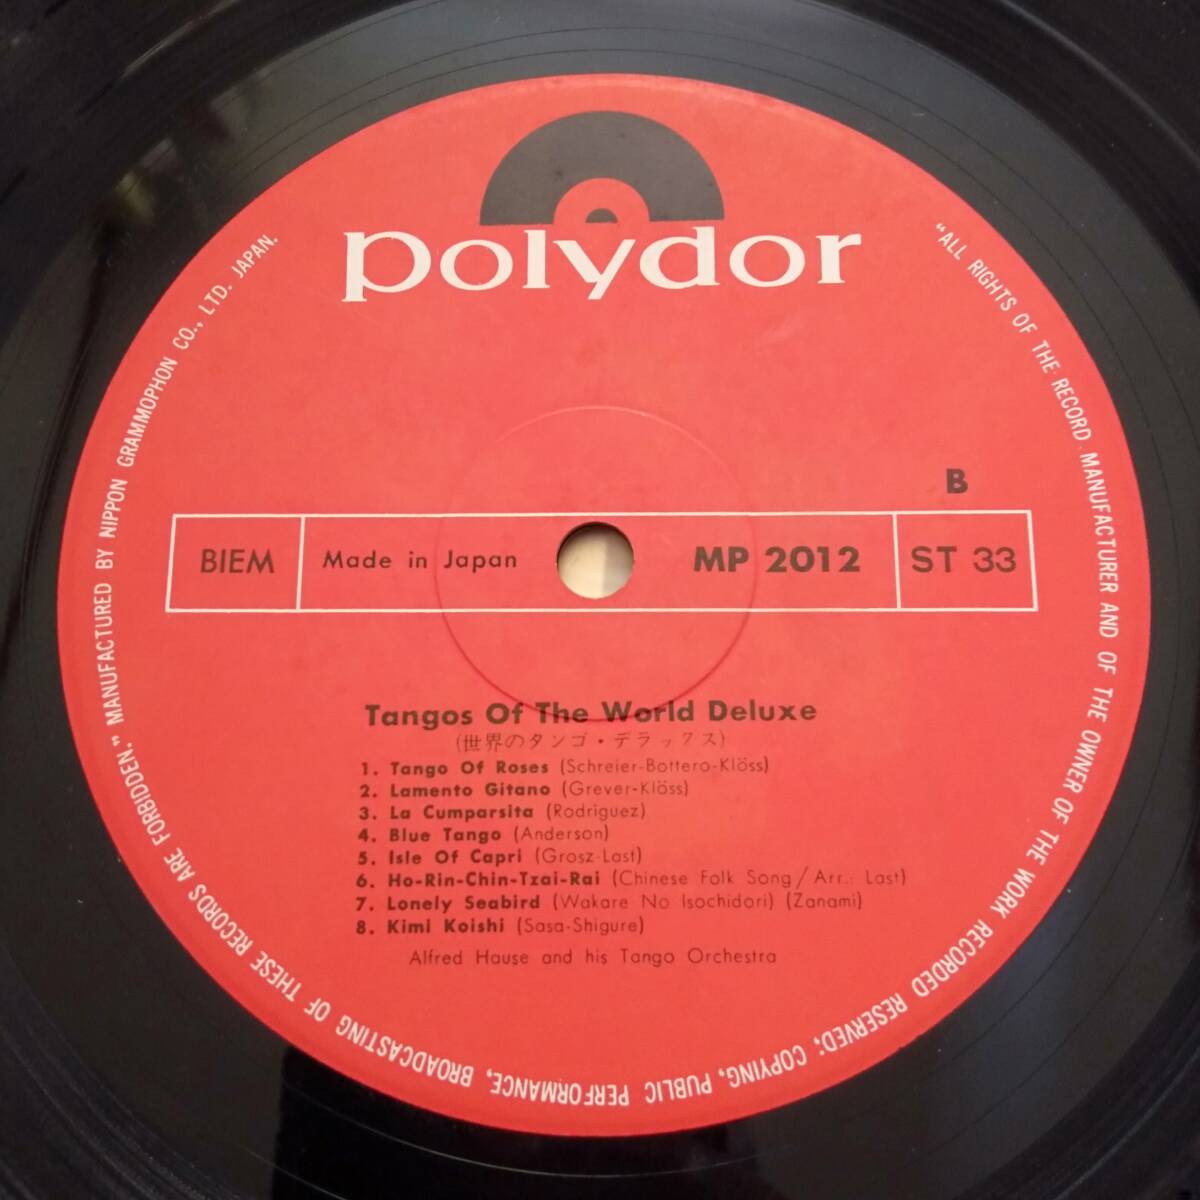 polydor
"ALL RIGHTS OF THE RECORD MANUFACTURER AND OF THE OWNER OF THE WORK RECORDED RESERVED; COPYING, PUBLIC PERFORMANCE, BROADCASTING OF THESE RECORDS ARE FORBIDDEN." MANUFACTURED BY NIPPON GRAMMOPHON CO., LTD. JAPAN.
B
BIEM Made in Japan MP 2012 ST 33
Tangos Of The World Deluxe
(世界のタンゴ・デラックス)
1. Tango Of Roses (Schreier-Bottero-Klöss)
2. Lamento Gitano (Grever-Klöss)
3. La Cumparsita (Rodriguez)
4. Blue Tango (Anderson)
5. Isle Of Capri (Grosz-Last)
6. Ho-Rin-Chin-Tzai-Rai (Chinese Folk Song/Arr.: Last)
7. Lonely Seabird (Wakare No Isochidori) (Zanami)
8. Kimi Koishi (Sasa-Shigure)
Alfred Hause and his Tango Orchestra